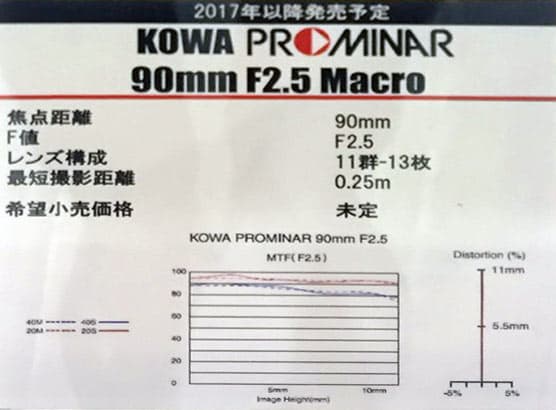 2017年以降発売予定
KOWA PROMINAR
90mm F2.5 Macro
焦点距離 90mm
F値 F2.5
レンズ構成 11群-13枚
最短撮影距離 0.25m
希望小売価格 未定
KOWA PROMINAR 90mm F2.5
MTF(F2.5)
Distortion (%)
100
80
60
40
20
0
40M 40S
20M 20S
5mm 10mm
Image Height(mm)
11mm
5.5mm
-5% 5%